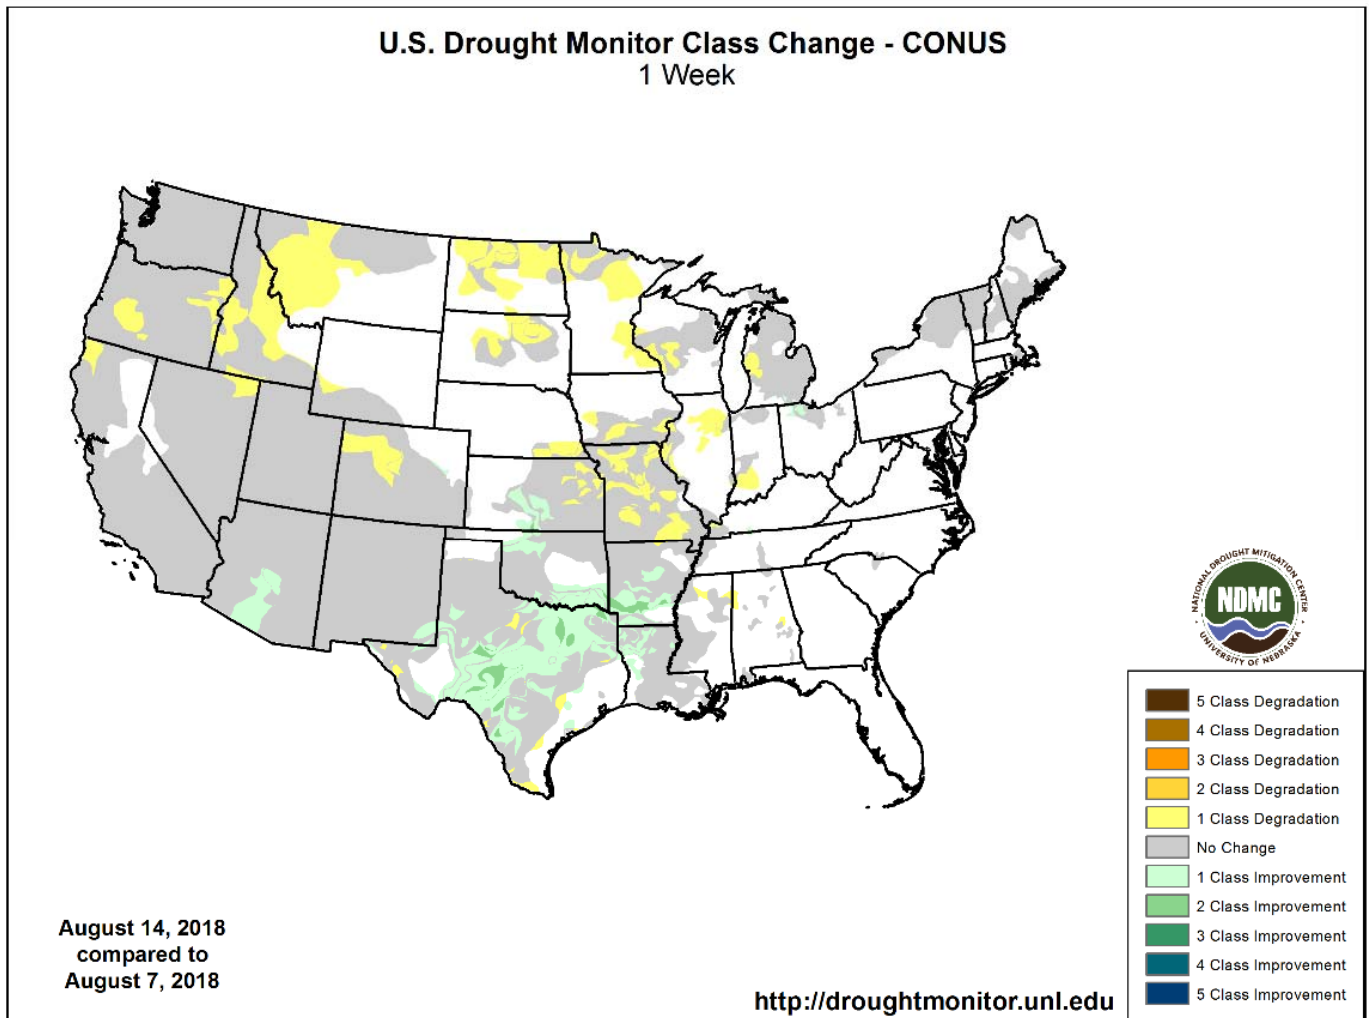 U.S. Drought Monitor Class Change - CONUS
1 Week
NATIONAL DROUGHT MITIGATION CENTER
NDMC
UNIVERSITY OF NEBRASKA
5 Class Degradation
4 Class Degradation
3 Class Degradation
2 Class Degradation
1 Class Degradation
No Change
1 Class Improvement
2 Class Improvement
3 Class Improvement
4 Class Improvement
5 Class Improvement
August 14, 2018
compared to
August 7, 2018
http://droughtmonitor.unl.edu